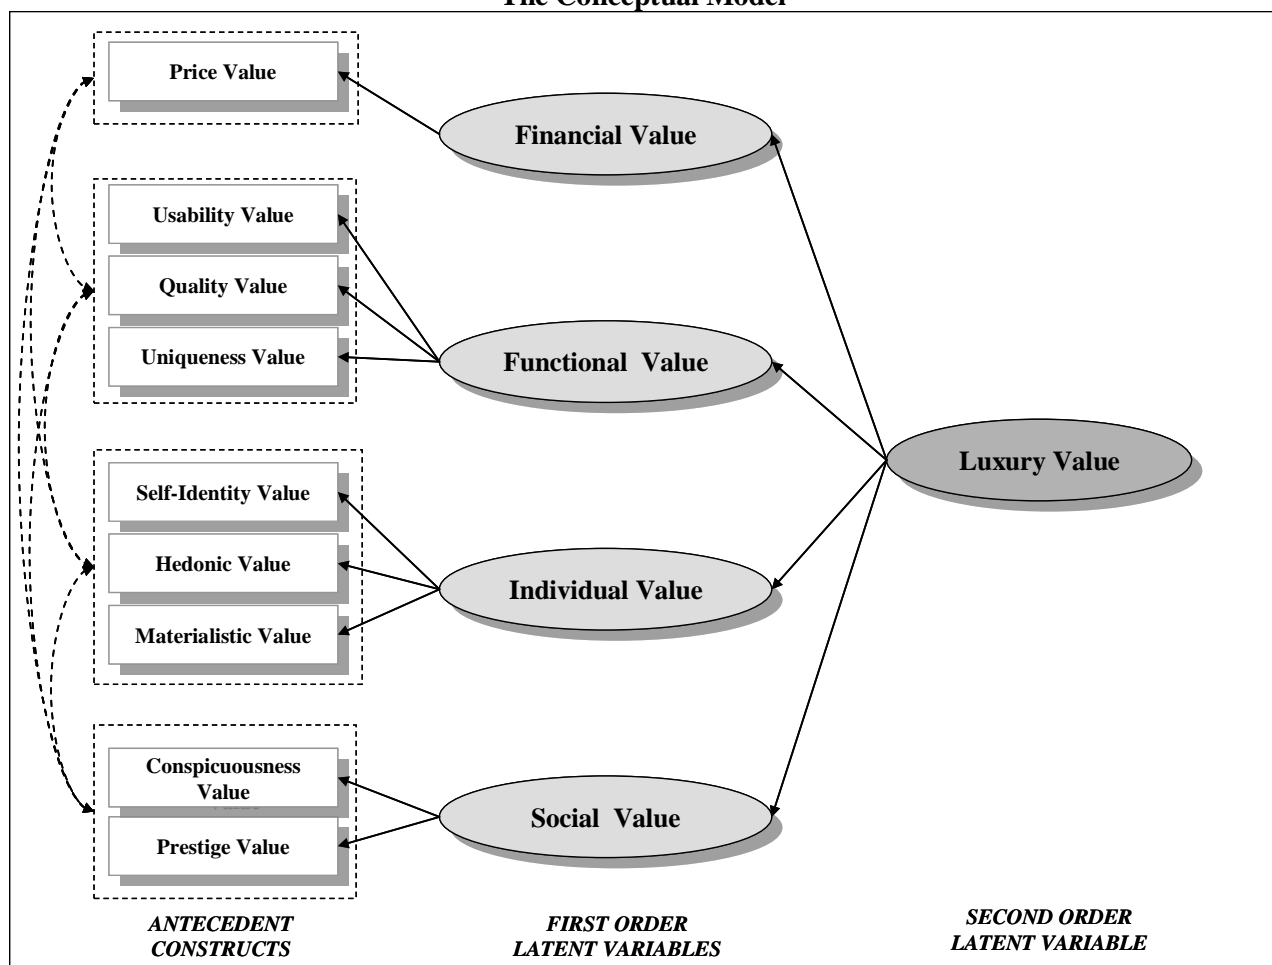 The Conceptual Model
Price Value
Financial Value
Usability Value
Quality Value
Uniqueness Value
Functional Value
Luxury Value
Self-Identity Value
Hedonic Value
Materialistic Value
Individual Value
Conspicuousness
Value
Prestige Value
Social Value
ANTECEDENT
CONSTRUCTS
FIRST ORDER
LATENT VARIABLES
SECOND ORDER
LATENT VARIABLE